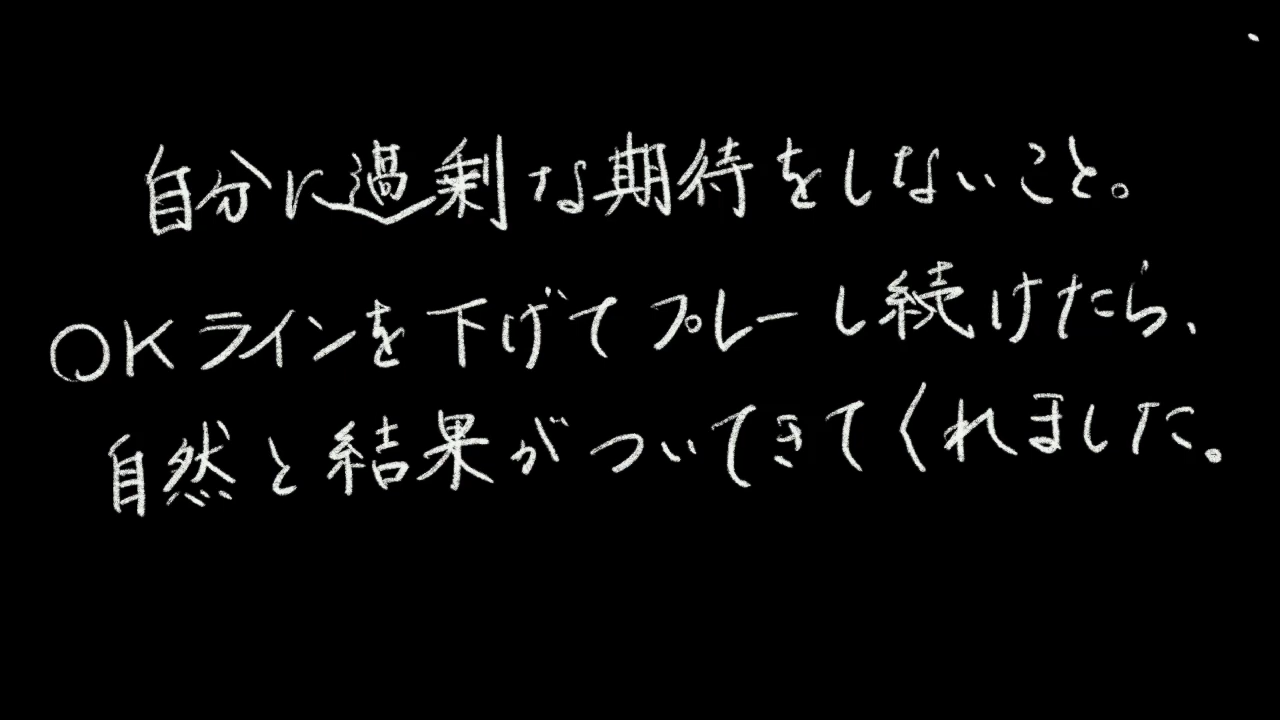 自分に過剰な期待をしないこと。
OKラインを下げてプレーし続けたら、
自然と結果がついてきてくれました。